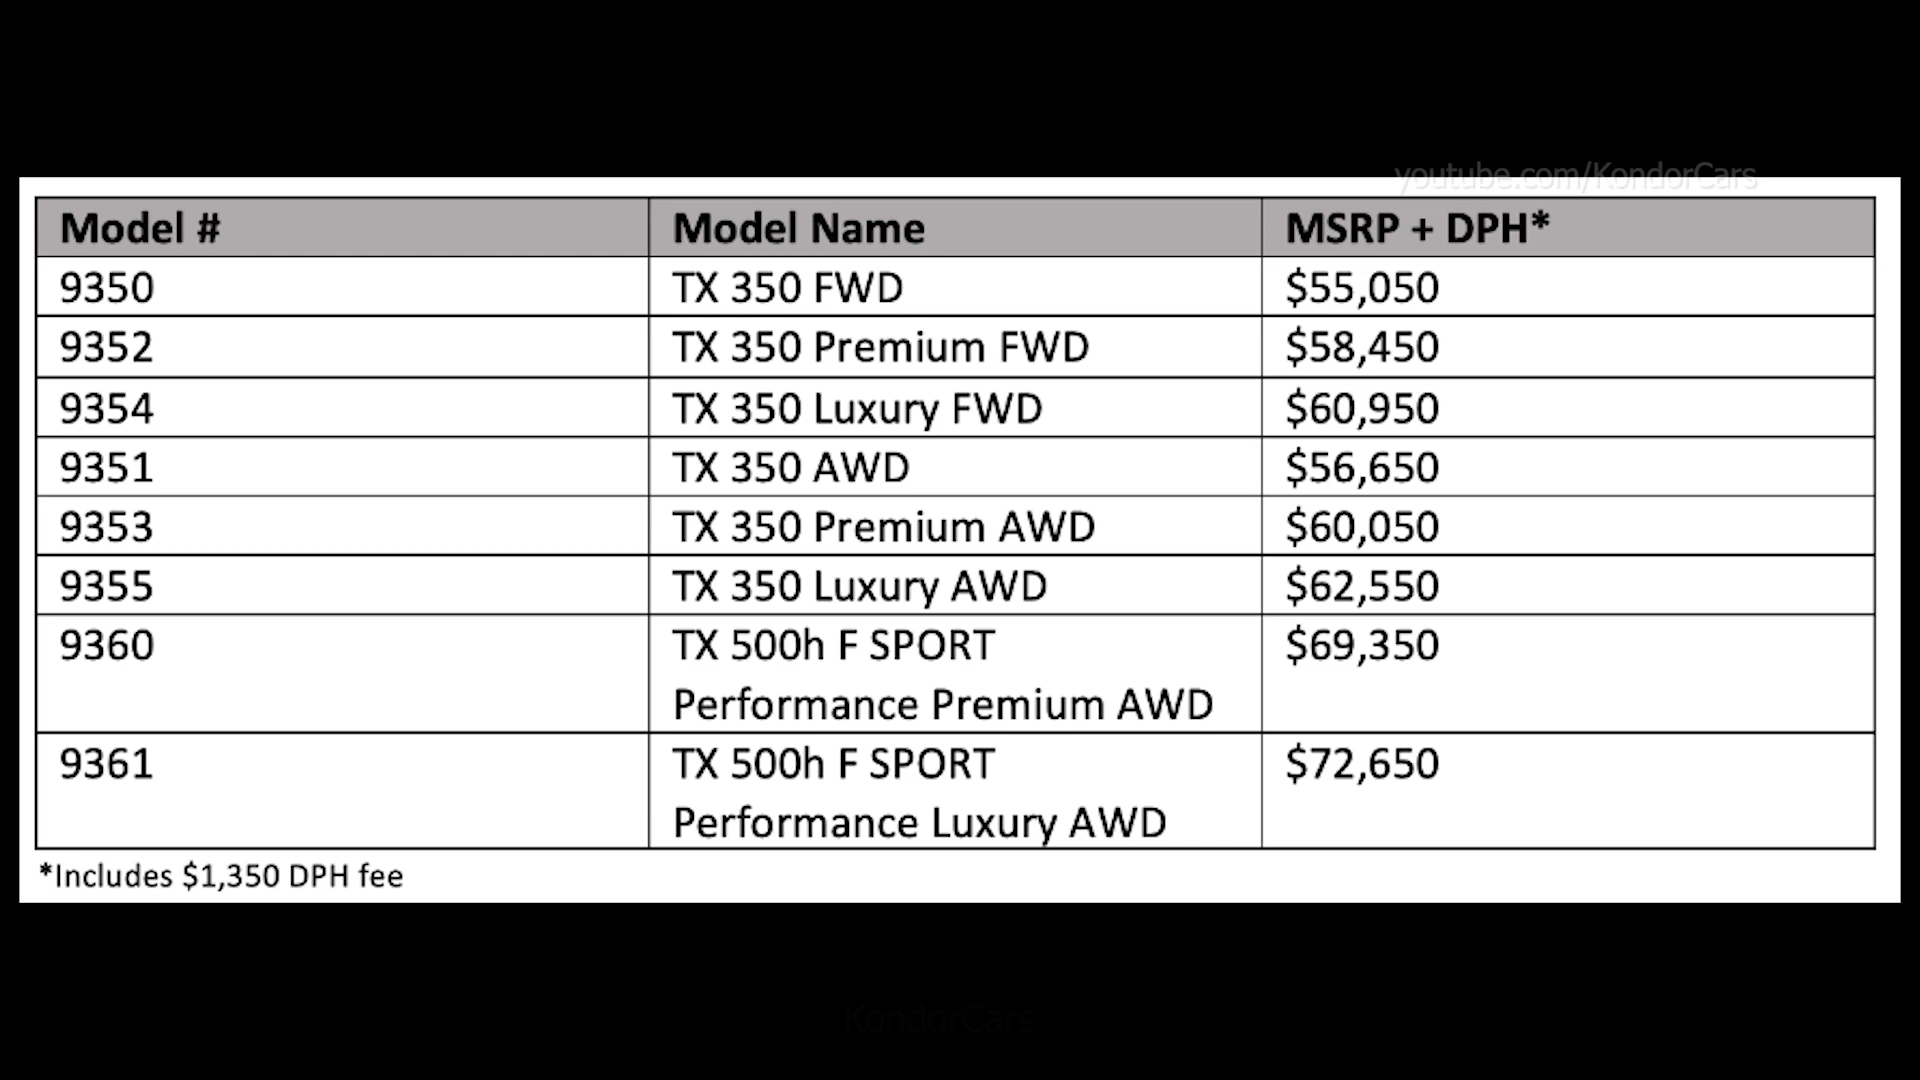 youtube.com/KondorCars
Model # Model Name MSRP + DPH*
9350 TX 350 FWD $55,050
9352 TX 350 Premium FWD $58,450
9354 TX 350 Luxury FWD $60,950
9351 TX 350 AWD $56,650
9353 TX 350 Premium AWD $60,050
9355 TX 350 Luxury AWD $62,550
9360 TX 500h F SPORT $69,350
Performance Premium AWD
9361 TX 500h F SPORT $72,650
Performance Luxury AWD
*Includes $1,350 DPH fee
KondorCars